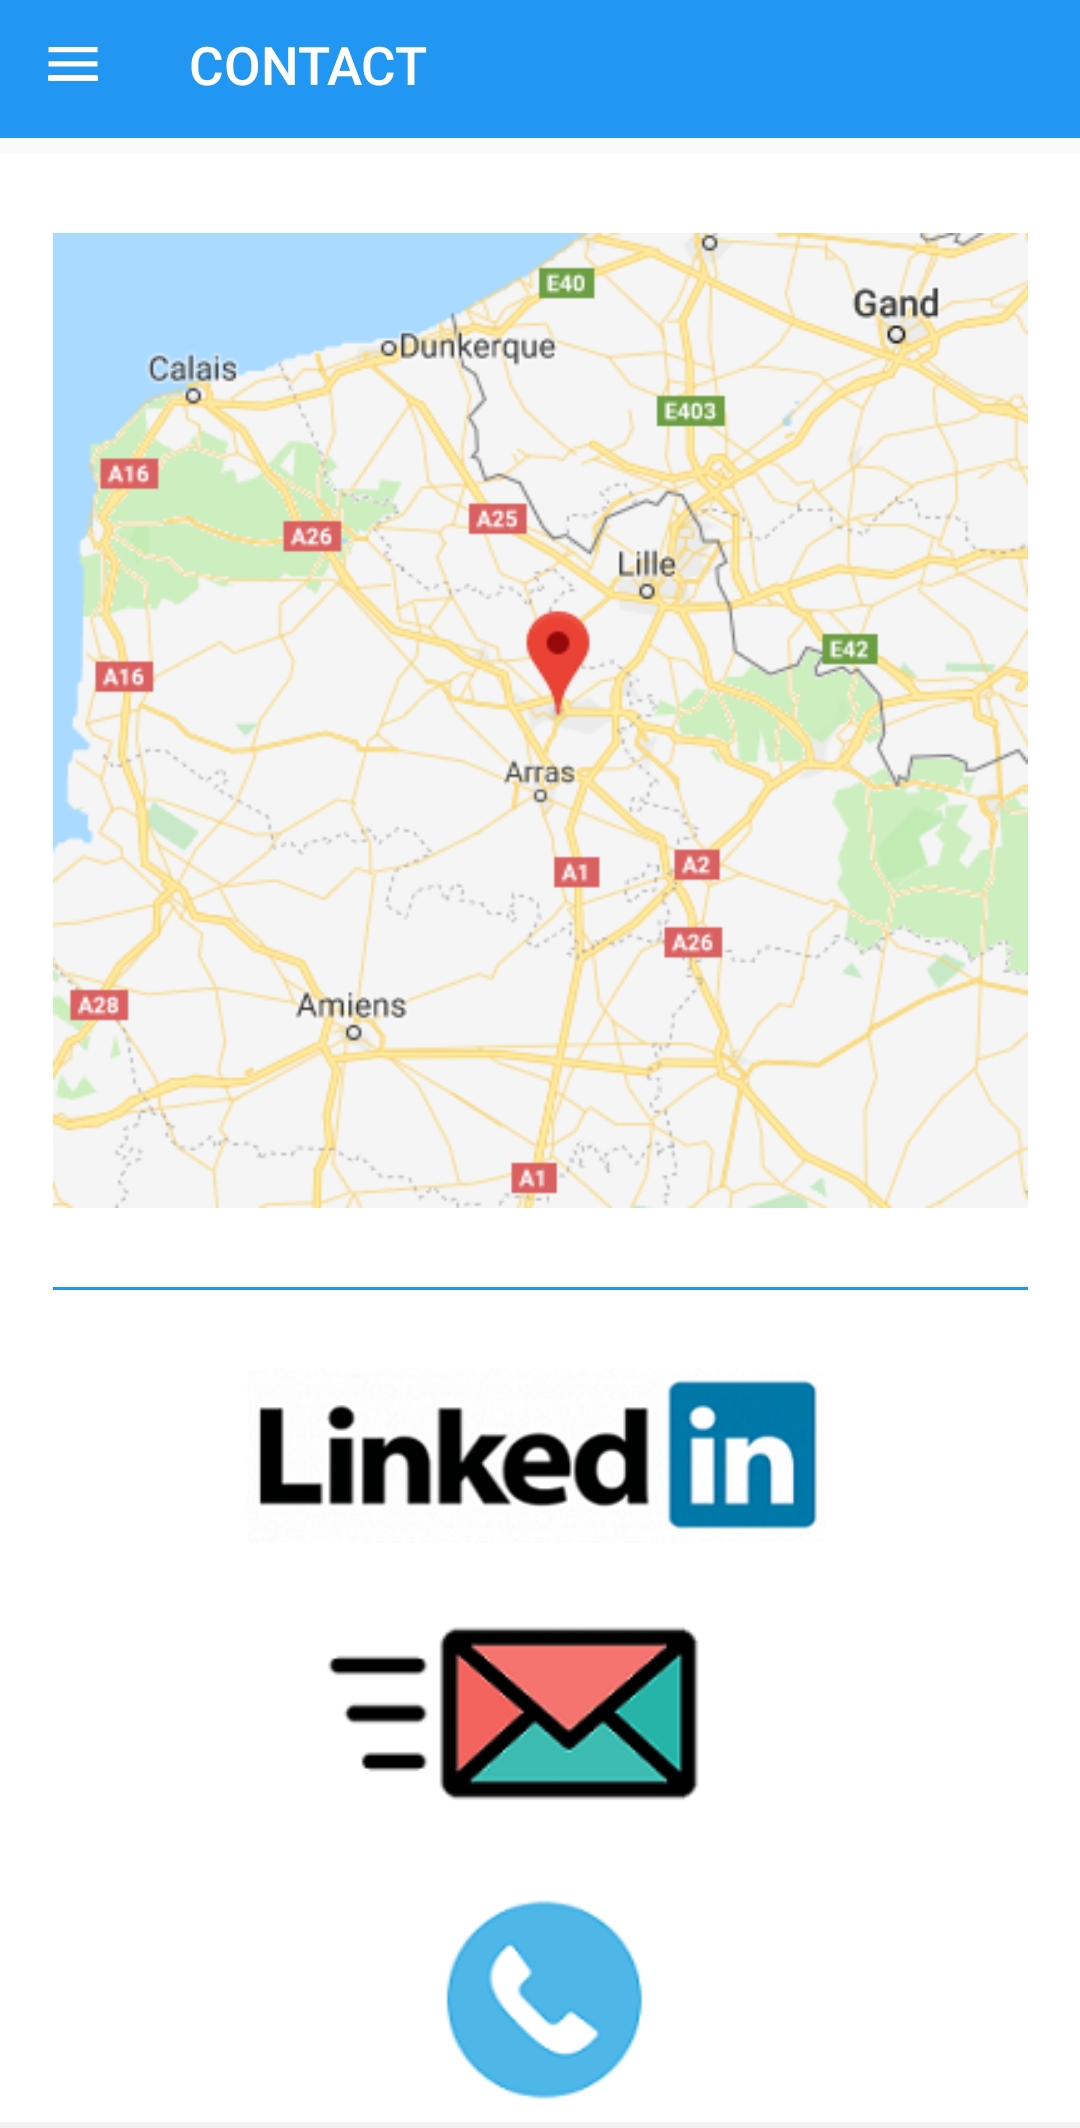 CONTACT
E40
Gand
Dunkerque
Calais
E403
A16
A25
A26
Lille
E42
A16
Arras
A1
A2
A26
A28
Amiens
A1
Linked in